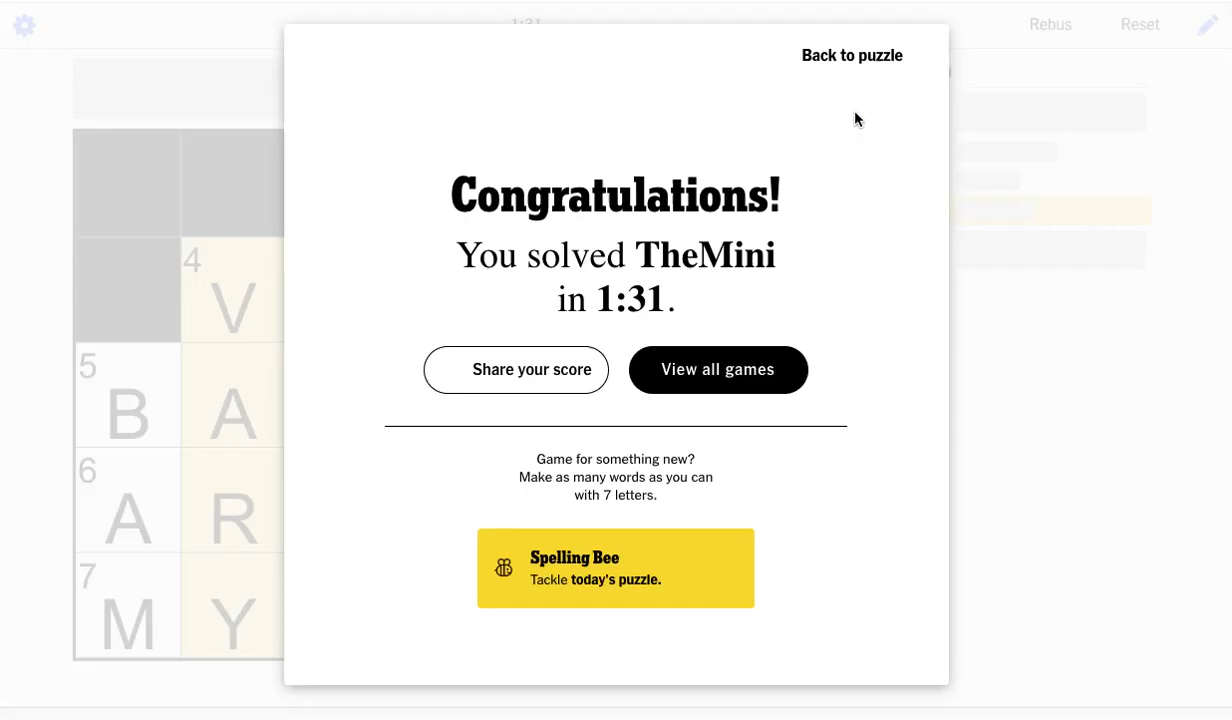 1:31
Rebus
Reset
Back to puzzle
Congratulations!
You solved TheMini
in 1:31.
Share your score
View all games
Game for something new?
Make as many words as you can
with 7 letters.
Spelling Bee
Tackle today's puzzle.
4
V
5
B A
6
A R
7
M Y